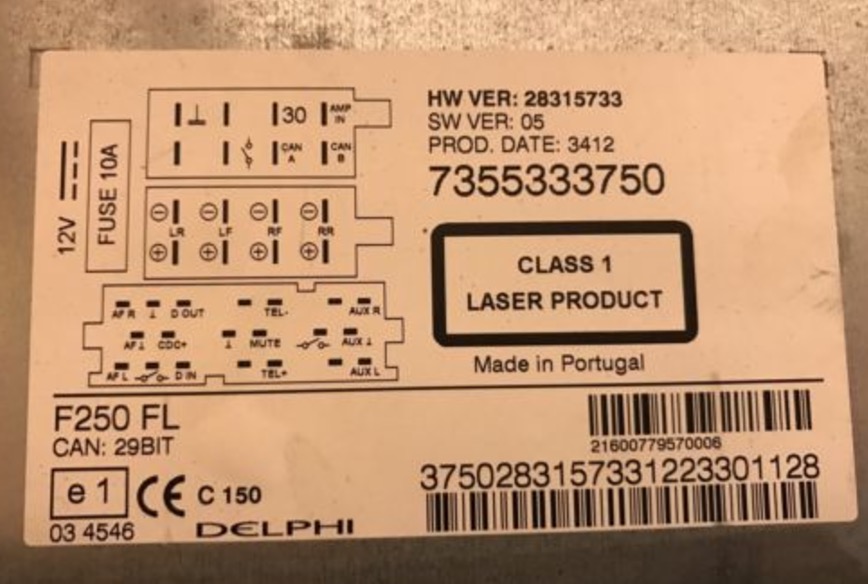 30 AMP IN
CAN A CAN B
12V
FUSE 10A
LR LF RF RR
AF R D OUT TEL- AUX R
AF⊥ CDC+ ⊥ MUTE AUX ⊥
AF L D IN TEL+ AUX L
HW VER: 28315733
SW VER: 05
PROD. DATE: 3412
7355333750
CLASS 1
LASER PRODUCT
Made in Portugal
F250 FL
CAN: 29BIT
e 1 CE C 150
03 4546 DELPHI
21600779570006
3750283157331223301128